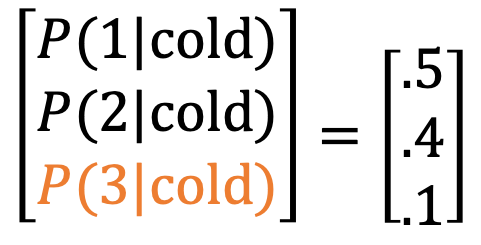 P(1|cold)
P(2|cold) = .5
P(3|cold) .4
.1